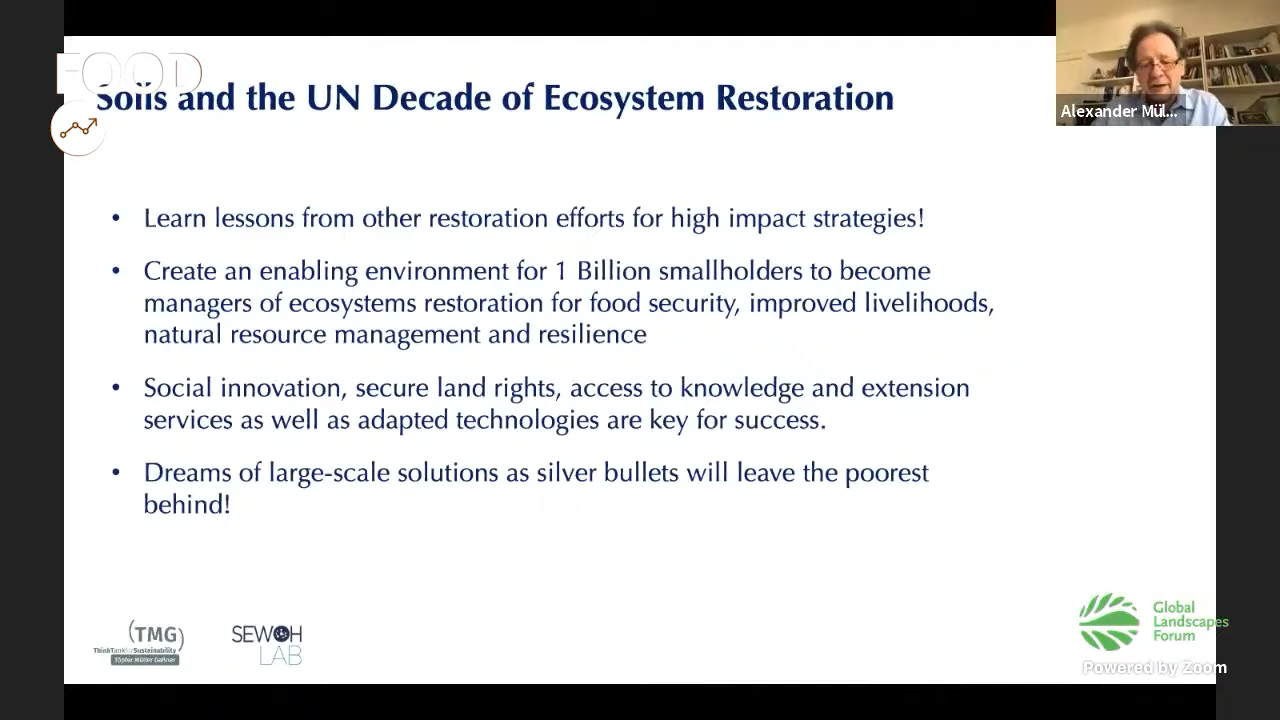 FOOD
Soils and the UN Decade of Ecosystem Restoration
Alexander Mül...
• Learn lessons from other restoration efforts for high impact strategies!
• Create an enabling environment for 1 Billion smallholders to become
managers of ecosystems restoration for food security, improved livelihoods,
natural resource management and resilience
• Social innovation, secure land rights, access to knowledge and extension
services as well as adapted technologies are key for success.
• Dreams of large-scale solutions as silver bullets will leave the poorest
behind!
(TMG)
ThinkTankforSustainability
Töpfer Müller Gaßner
SEWOH
LAB
Global
Landscapes
Forum
Powered by Zoom